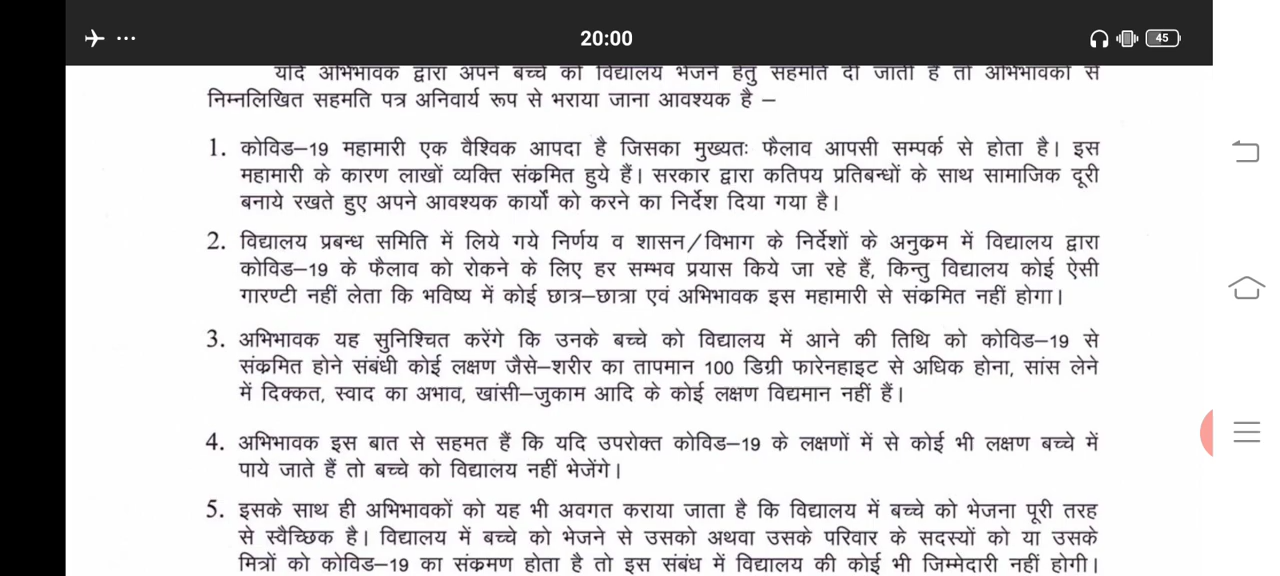 20:00
45
यदि अभिभावक द्वारा अपने बच्चे को विद्यालय भेजने हेतु सहमति दी जाती है तो अभिभावकों से
निम्नलिखित सहमति पत्र अनिवार्य रूप से भराया जाना आवश्यक है –
1. कोविड–19 महामारी एक वैश्विक आपदा है जिसका मुख्यतः फैलाव आपसी सम्पर्क से होता है। इस
महामारी के कारण लाखों व्यक्ति संक्रमित हुये हैं। सरकार द्वारा कतिपय प्रतिबन्धों के साथ सामाजिक दूरी
बनाये रखते हुए अपने आवश्यक कार्यों को करने का निर्देश दिया गया है।
2. विद्यालय प्रबन्ध समिति में लिये गये निर्णय व शासन/विभाग के निर्देशों के अनुक्रम में विद्यालय द्वारा
कोविड–19 के फैलाव को रोकने के लिए हर सम्भव प्रयास किये जा रहे हैं, किन्तु विद्यालय कोई ऐसी
गारण्टी नहीं लेता कि भविष्य में कोई छात्र–छात्रा एवं अभिभावक इस महामारी से संक्रमित नहीं होगा।
3. अभिभावक यह सुनिश्चित करेंगे कि उनके बच्चे को विद्यालय में आने की तिथि को कोविड–19 से
संक्रमित होने संबंधी कोई लक्षण जैसे–शरीर का तापमान 100 डिग्री फारेनहाइट से अधिक होना, सांस लेने
में दिक्कत, स्वाद का अभाव, खांसी–जुकाम आदि के कोई लक्षण विद्यमान नहीं हैं।
4. अभिभावक इस बात से सहमत हैं कि यदि उपरोक्त कोविड–19 के लक्षणों में से कोई भी लक्षण बच्चे में
पाये जाते हैं तो बच्चे को विद्यालय नहीं भेजेंगे।
5. इसके साथ ही अभिभावकों को यह भी अवगत कराया जाता है कि विद्यालय में बच्चे को भेजना पूरी तरह
से स्वैच्छिक है। विद्यालय में बच्चे को भेजने से उसको अथवा उसके परिवार के सदस्यों को या उसके
मित्रों को कोविड–19 का संक्रमण होता है तो इस संबंध में विद्यालय की कोई भी जिम्मेदारी नहीं होगी।